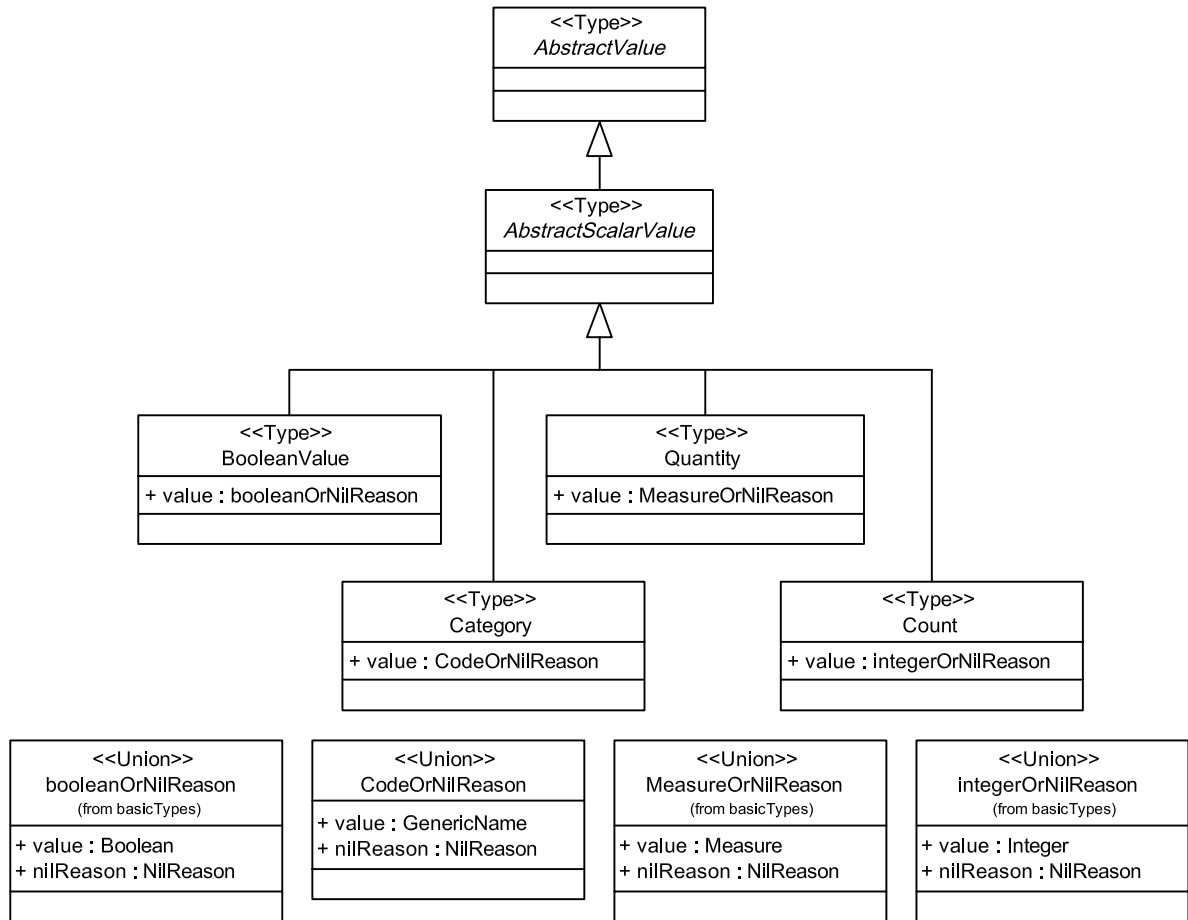 <<Type>>
AbstractValue
<<Type>>
AbstractScalarValue
<<Type>>
BooleanValue
+ value : booleanOrNilReason
<<Type>>
Quantity
+ value : MeasureOrNilReason
<<Type>>
Category
+ value : CodeOrNilReason
<<Type>>
Count
+ value : integerOrNilReason
<<Union>>
booleanOrNilReason
(from basicTypes)
+ value : Boolean
+ nilReason : NilReason
<<Union>>
CodeOrNilReason
+ value : GenericName
+ nilReason : NilReason
<<Union>>
MeasureOrNilReason
(from basicTypes)
+ value : Measure
+ nilReason : NilReason
<<Union>>
integerOrNilReason
(from basicTypes)
+ value : Integer
+ nilReason : NilReason